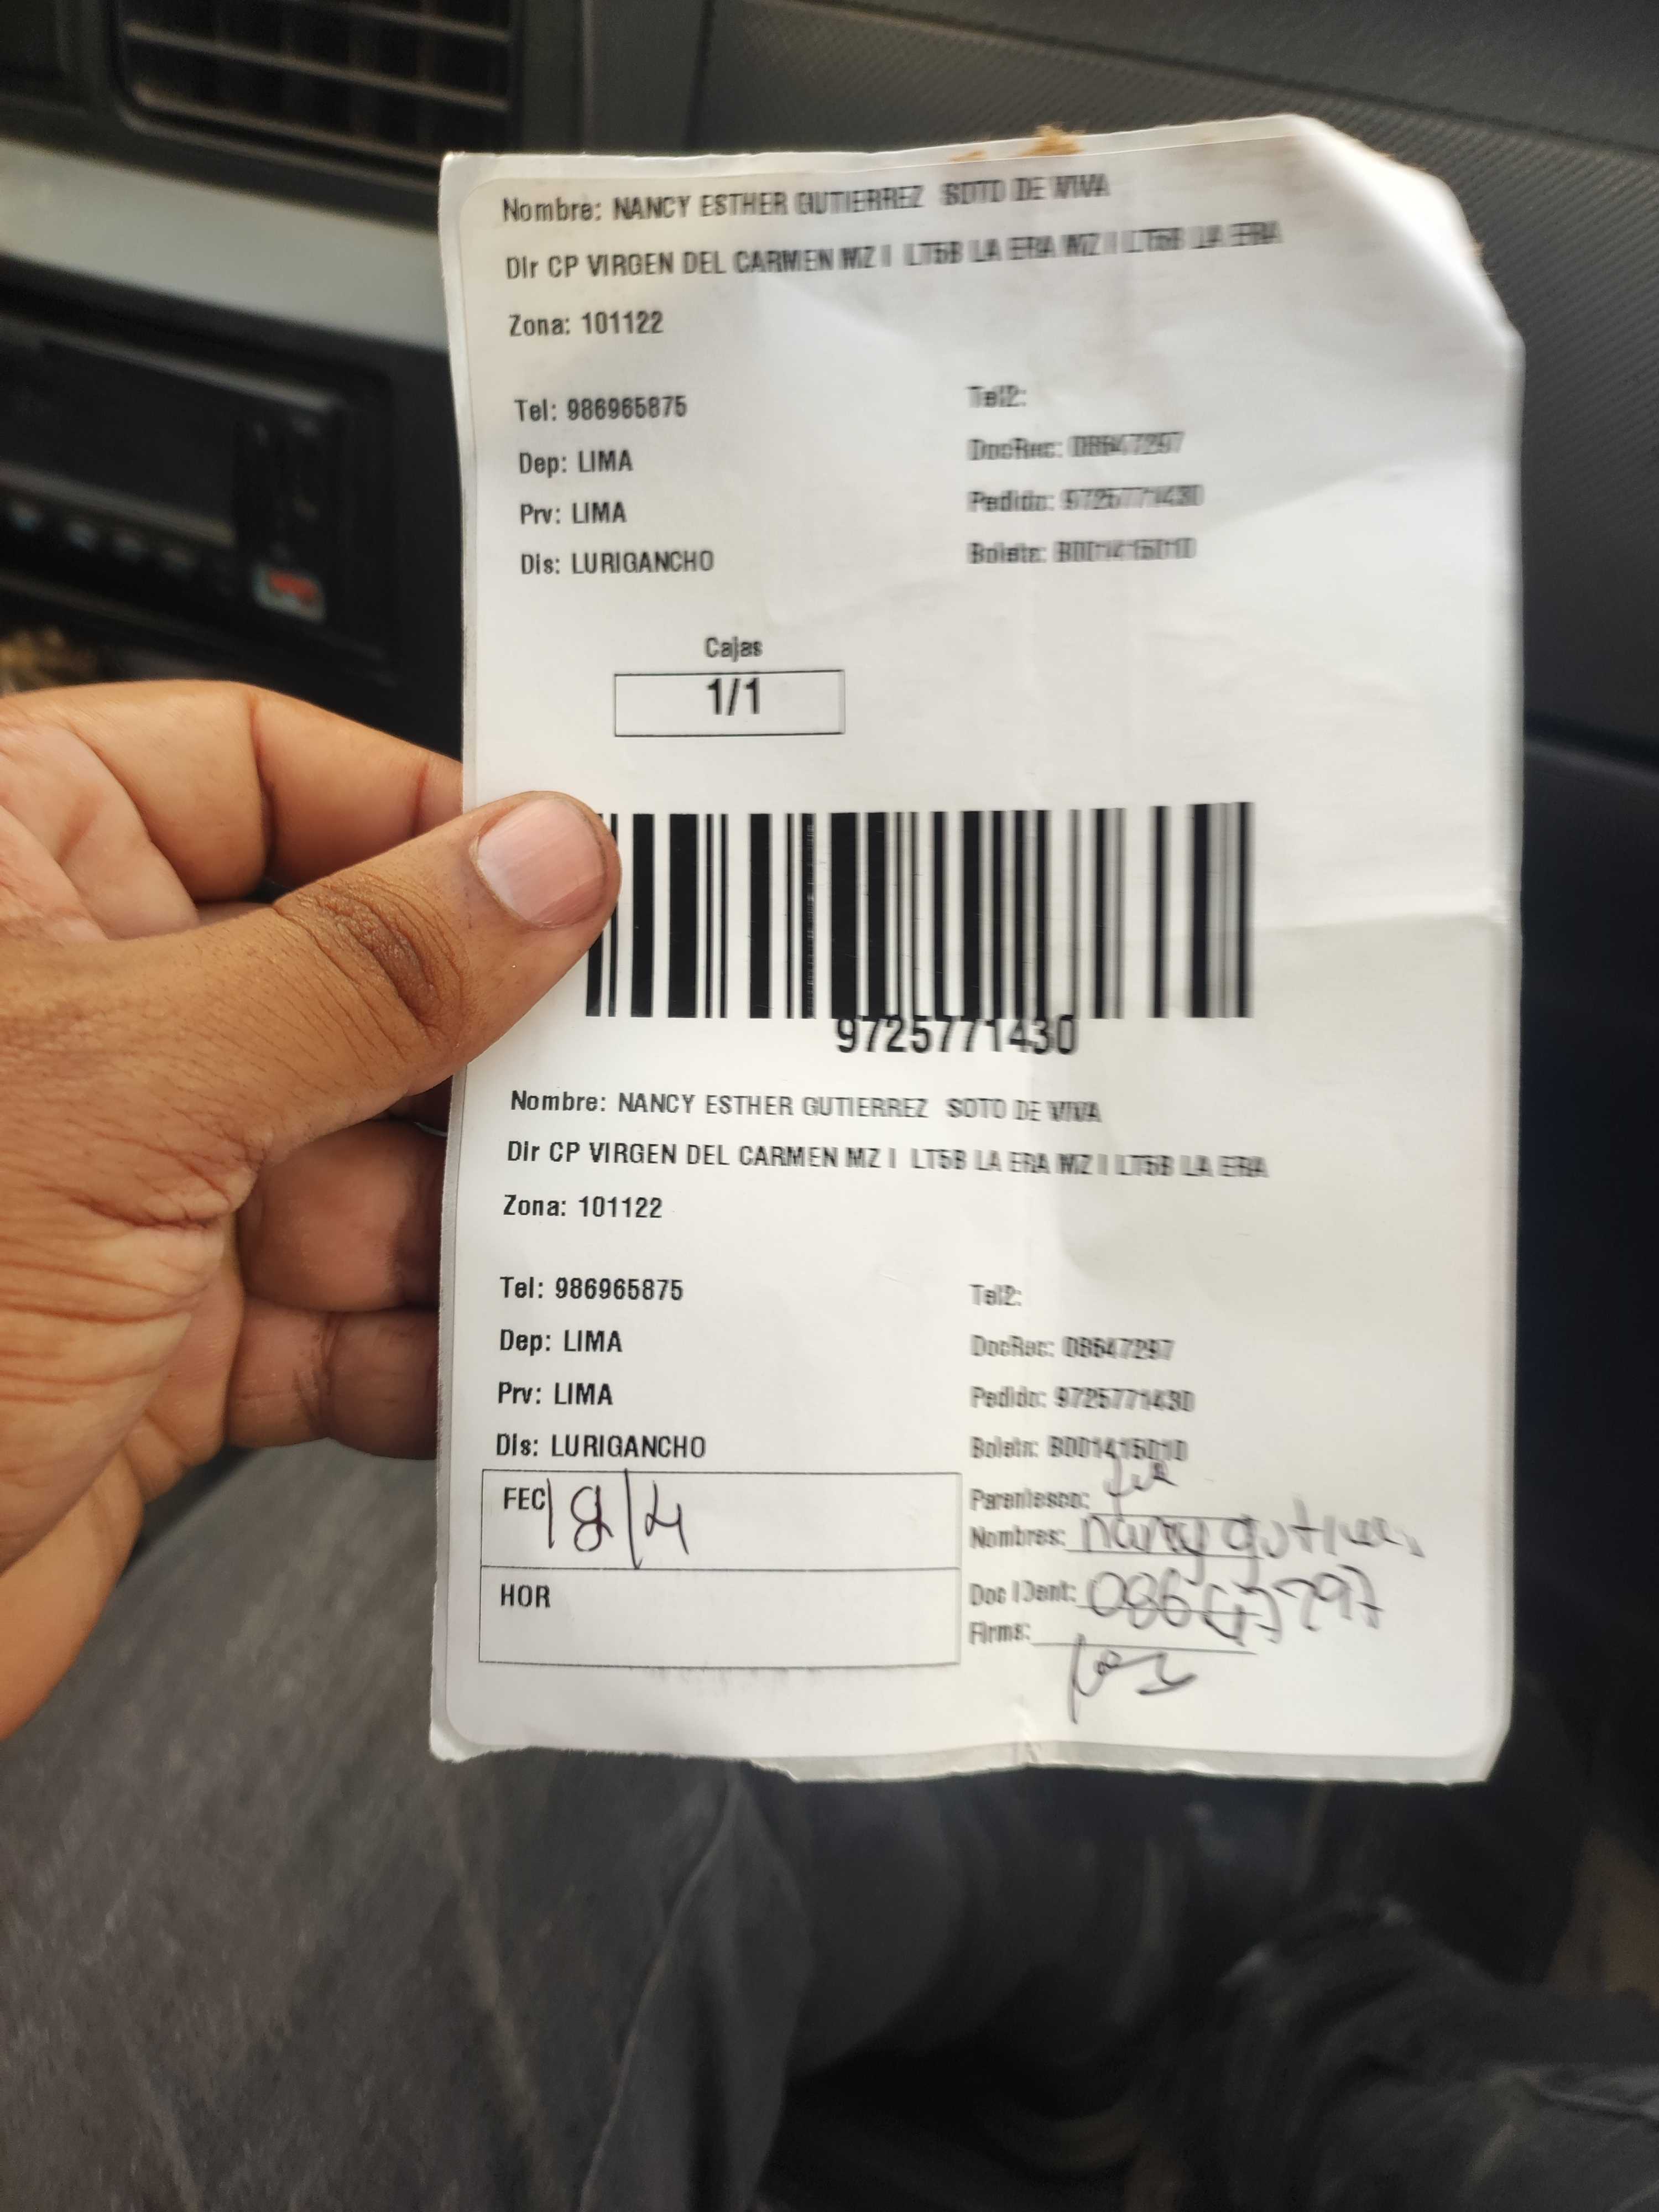 Nombre: NANCY ESTHER GUTIERREZ SOTO DE VIVA
Dir CP VIRGEN DEL CARMEN MZ I LT5B LA ERA MZ I LT5B LA ERA
Zona: 101122
Tel: 986965875 Tel2:
Dep: LIMA DocRec: 08647297
Prv: LIMA Pedido: 9725771430
Dis: LURIGANCHO Boleta: B001415010
Cajas
1/1
9725771430
Nombre: NANCY ESTHER GUTIERREZ SOTO DE VIVA
Dir CP VIRGEN DEL CARMEN MZ I LT5B LA ERA MZ I LT5B LA ERA
Zona: 101122
Tel: 986965875 Tel2:
Dep: LIMA DocRec: 08647297
Prv: LIMA Pedido: 9725771430
Dis: LURIGANCHO Boleta: B001415010
FEC 18/4 Parentesco:
Nombres: nancy
HOR Doc IDent: 08647297
Firma: